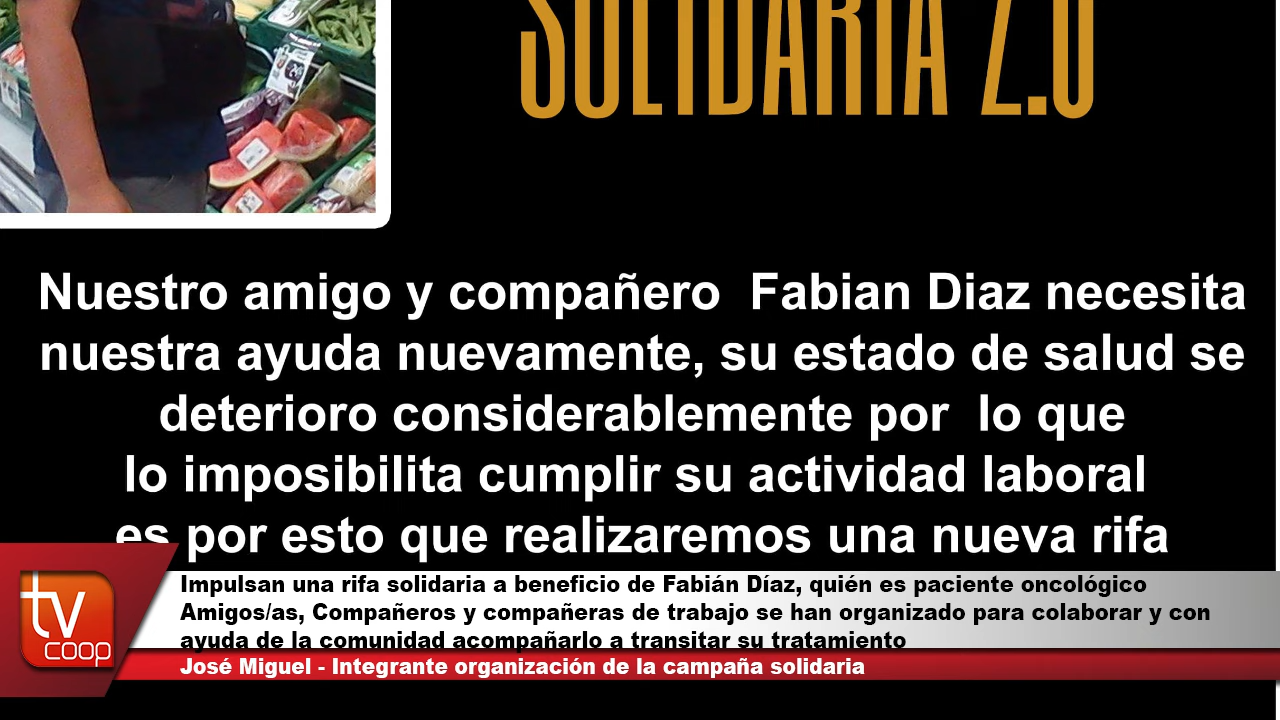 SOLIDARIA 2.0
Nuestro amigo y compañero Fabian Diaz necesita
nuestra ayuda nuevamente, su estado de salud se
deterioro considerablemente por lo que
lo imposibilita cumplir su actividad laboral
es por esto que realizaremos una nueva rifa
Impulsan una rifa solidaria a beneficio de Fabián Díaz, quién es paciente oncológico
Amigos/as, Compañeros y compañeras de trabajo se han organizado para colaborar y con
ayuda de la comunidad acompañarlo a transitar su tratamiento
José Miguel - Integrante organización de la campaña solidaria
tv
coop